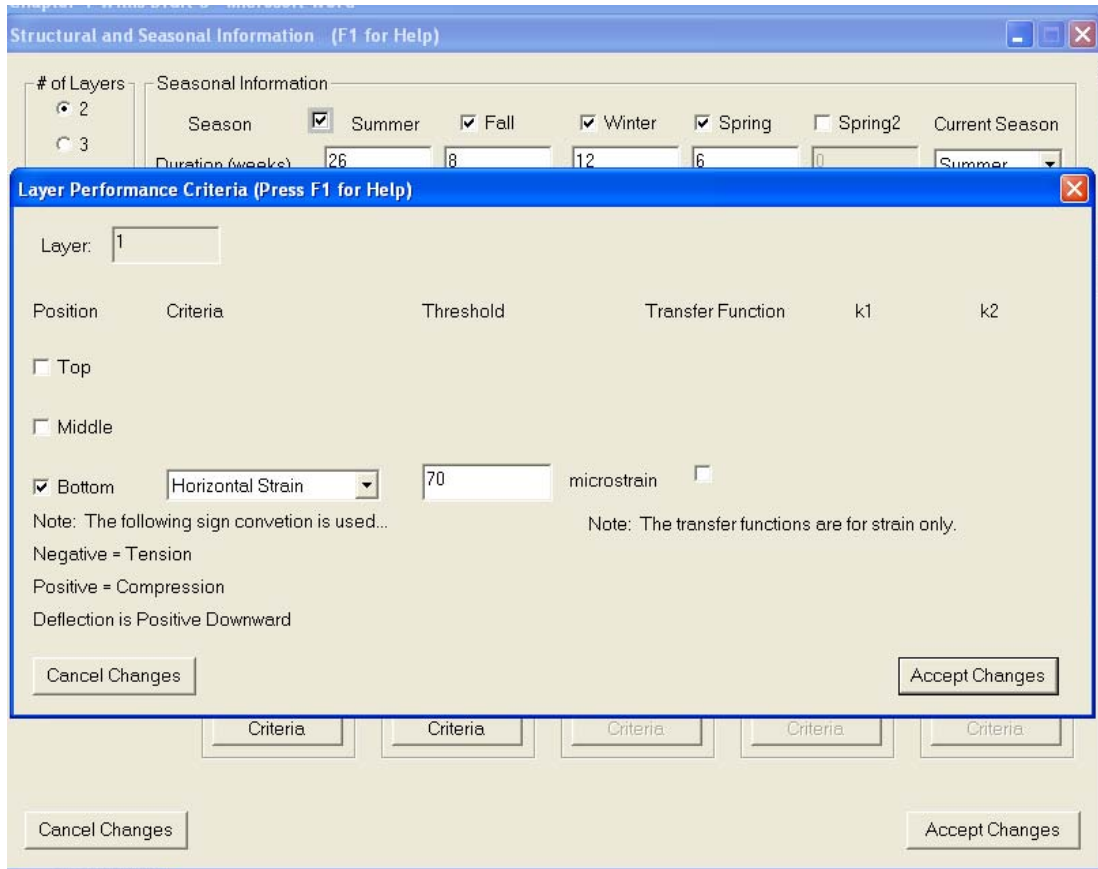 Structural and Seasonal Information (F1 for Help)
# of Layers Seasonal Information
2
Season Summer Fall Winter Spring Spring2 Current Season
3
Duration (weeks) 26 8 12 6 0 Summer
Layer Performance Criteria (Press F1 for Help)
Layer: 1
Position Criteria Threshold Transfer Function k1 k2
Top
Middle
Bottom Horizontal Strain 70 microstrain
Note: The following sign convetion is used... Note: The transfer functions are for strain only.
Negative = Tension
Positive = Compression
Deflection is Positive Downward
Cancel Changes Accept Changes
Criteria Criteria Criteria Criteria Criteria
Cancel Changes Accept Changes